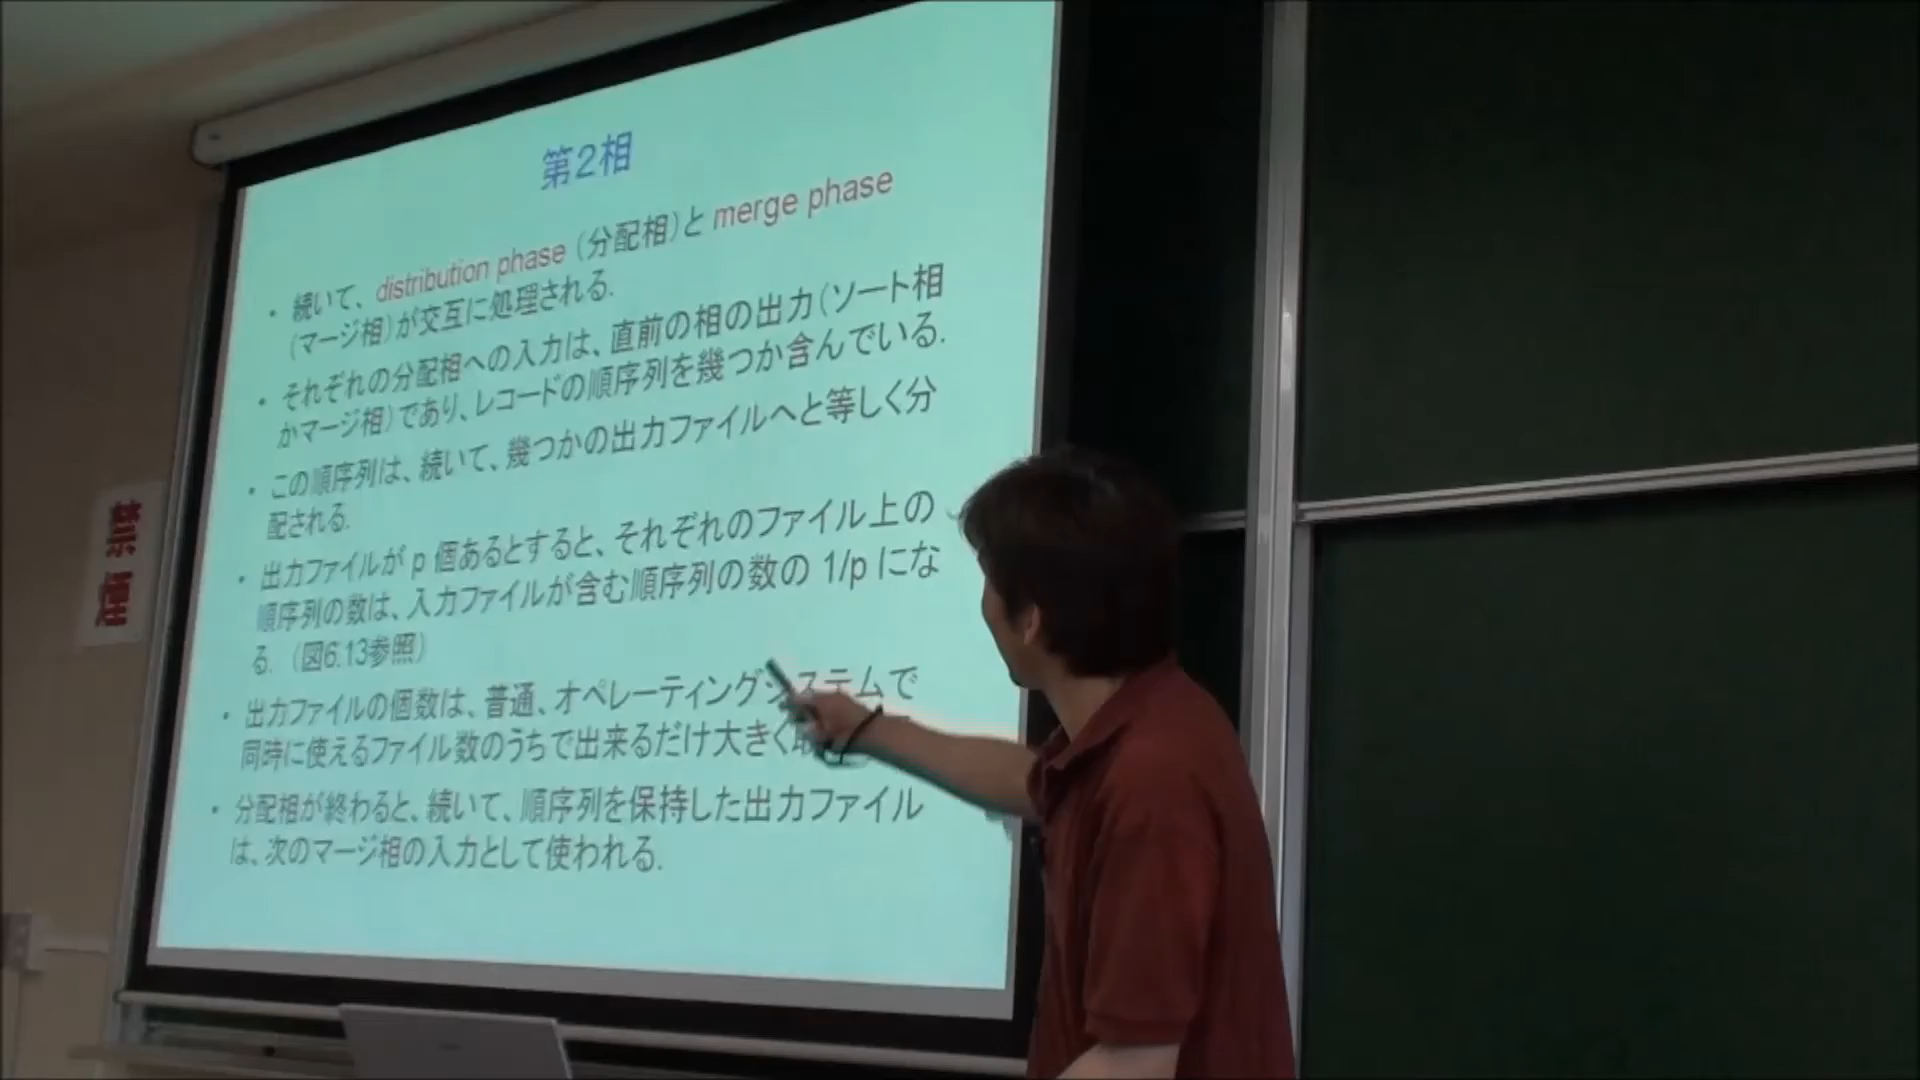 第2相
• 続いて、distribution phase (分配相)と merge phase
(マージ相)が交互に処理される.
• それぞれの分配相への入力は、直前の相の出力(ソート相
かマージ相)であり、レコードの順序列を幾つか含んでいる.
• この順序列は、続いて、幾つかの出力ファイルへと等しく分
配される.
• 出力ファイルが p 個あるとすると、それぞれのファイル上の
順序列の数は、入力ファイルが含む順序列の数の 1/p にな
る. (図6.13参照)
• 出力ファイルの個数は、普通、オペレーティングシステムで
同時に使えるファイル数のうちで出来るだけ大きく
• 分配相が終わると、続いて、順序列を保持した出力ファイル
は、次のマージ相の入力として使われる.
禁煙